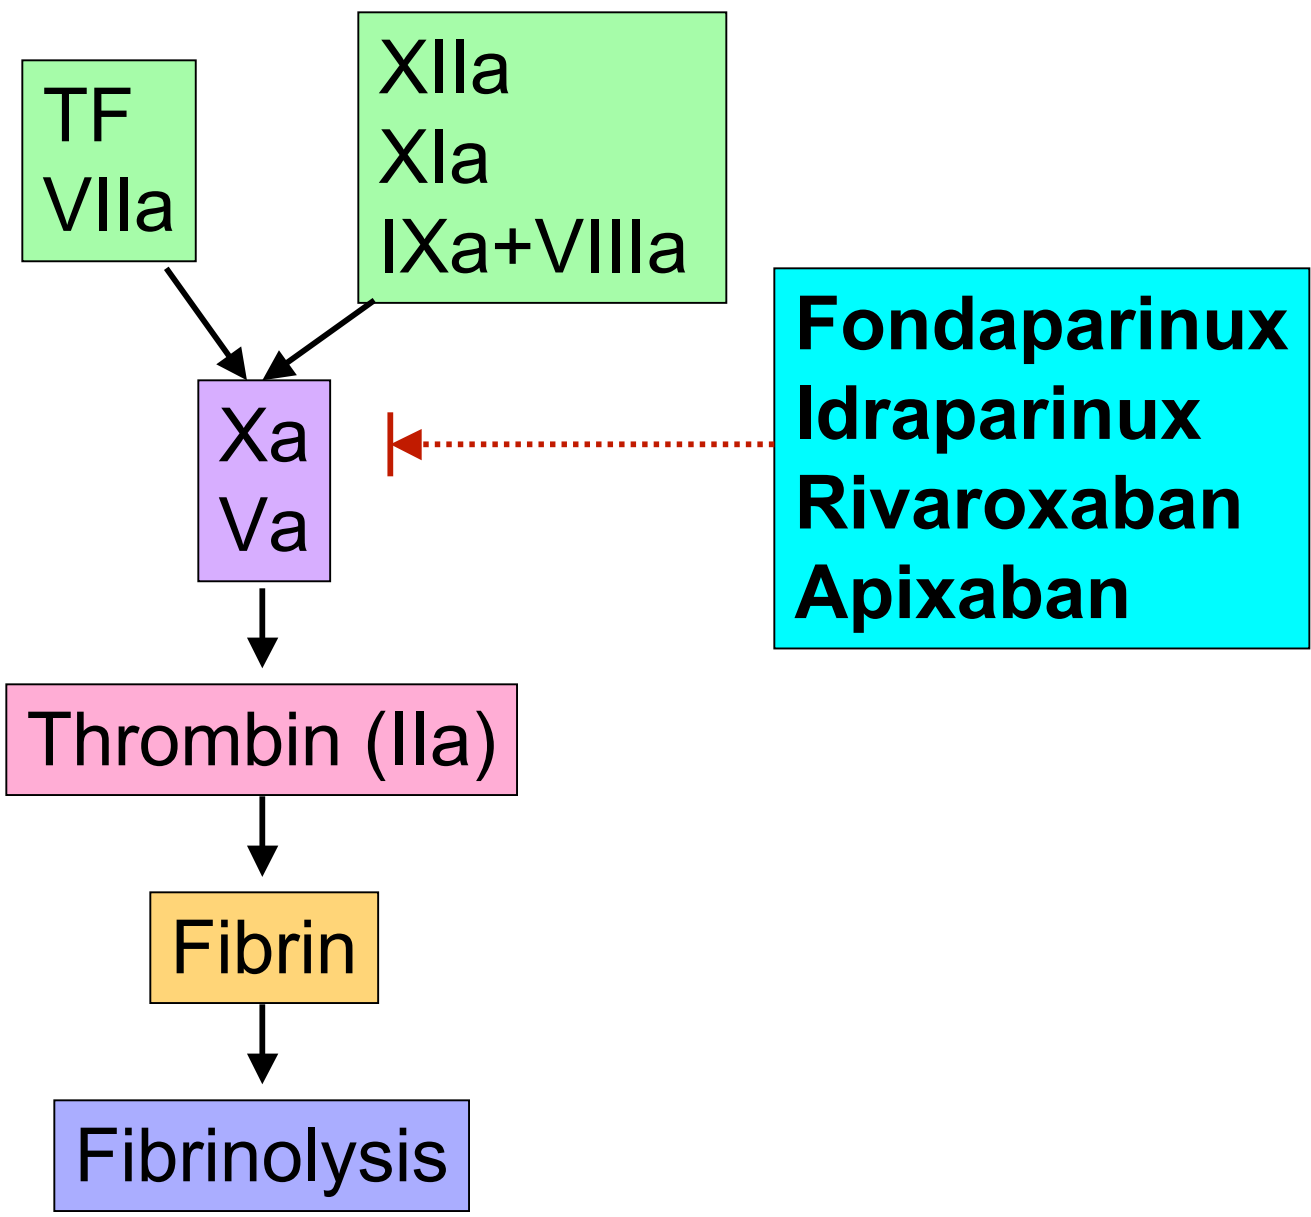 TF
VIIa
XIIa
XIa
IXa+VIIIa
Xa
Va
Fondaparinux
Idraparinux
Rivaroxaban
Apixaban
Thrombin (IIa)
Fibrin
Fibrinolysis